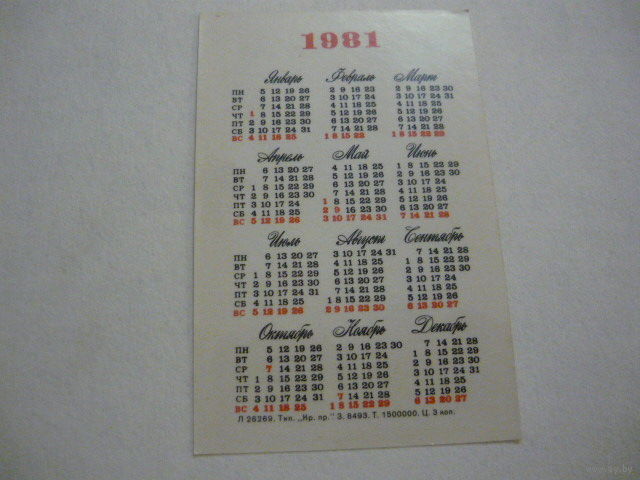 1981
Январь Февраль Март
ПН 5 12 19 26 2 9 16 23 2 9 16 23 30
ВТ 6 13 20 27 3 10 17 24 3 10 17 24 31
СР 7 14 21 28 4 11 18 25 4 11 18 25
ЧТ 1 8 15 22 29 5 12 19 26 5 12 19 26
ПТ 2 9 16 23 30 6 13 20 27 6 13 20 27
СБ 3 10 17 24 31 7 14 21 28 7 14 21 28
ВС 4 11 18 25 1 8 15 22 1 8 15 22 29
Апрель Май Июнь
ПН 6 13 20 27 4 11 18 25 1 8 15 22 29
ВТ 7 14 21 28 5 12 19 26 2 9 16 23 30
СР 1 8 15 22 29 6 13 20 27 3 10 17 24
ЧТ 2 9 16 23 30 7 14 21 28 4 11 18 25
ПТ 3 10 17 24 1 8 15 22 29 5 12 19 26
СБ 4 11 18 25 2 9 16 23 30 6 13 20 27
ВС 5 12 19 26 3 10 17 24 31 7 14 21 28
Июль Август Сентябрь
ПН 6 13 20 27 3 10 17 24 31 7 14 21 28
ВТ 7 14 21 28 4 11 18 25 1 8 15 22 29
СР 1 8 15 22 29 5 12 19 26 2 9 16 23 30
ЧТ 2 9 16 23 30 6 13 20 27 3 10 17 24
ПТ 3 10 17 24 31 7 14 21 28 4 11 18 25
СБ 4 11 18 25 1 8 15 22 29 5 12 19 26
ВС 5 12 19 26 2 9 16 23 30 6 13 20 27
Октябрь Ноябрь Декабрь
ПН 5 12 19 26 2 9 16 23 30 7 14 21 28
ВТ 6 13 20 27 3 10 17 24 1 8 15 22 29
СР 7 14 21 28 4 11 18 25 2 9 16 23 30
ЧТ 1 8 15 22 29 5 12 19 26 3 10 17 24 31
ПТ 2 9 16 23 30 6 13 20 27 4 11 18 25
СБ 3 10 17 24 31 7 14 21 28 5 12 19 26
ВС 4 11 18 25 1 8 15 22 29 6 13 20 27
Л 26269. Тип. „Кр. пр." З. 8493. Т. 1500000. Ц. 3 коп.